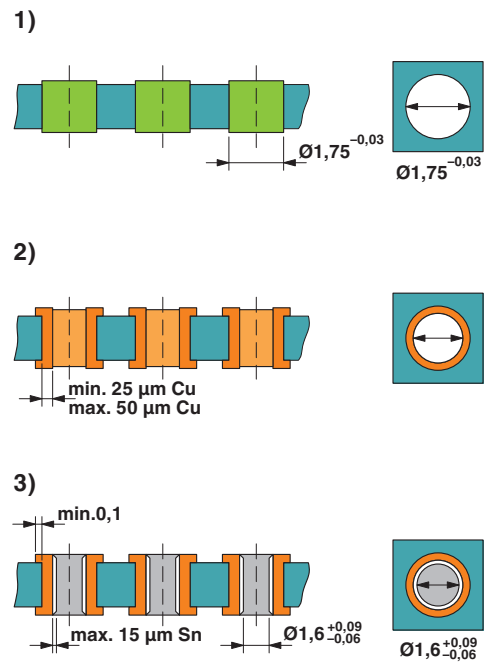 1)
Ø1,75 −0,03
Ø1,75 −0,03
2)
min. 25 µm Cu
max. 50 µm Cu
3)
min.0,1
max. 15 µm Sn
Ø1,6 +0,09 −0,06
Ø1,6 +0,09 −0,06